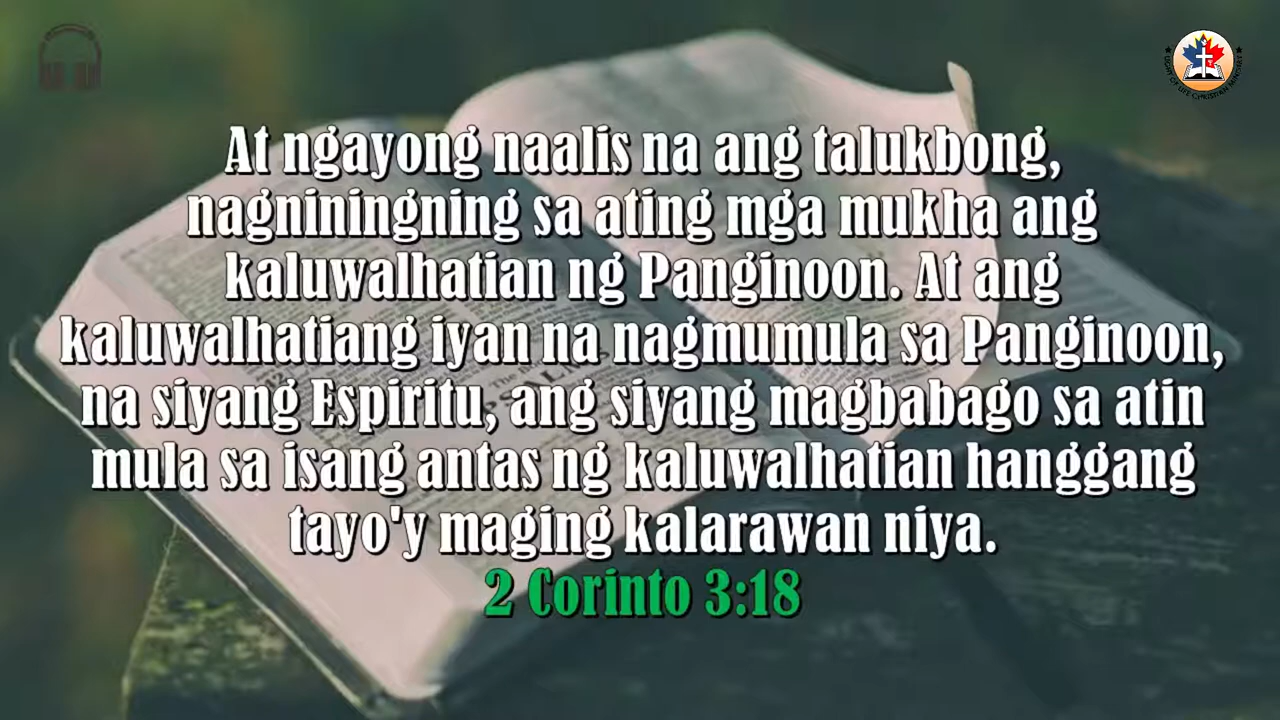 At ngayong naalis na ang talukbong,
nagniningning sa ating mga mukha ang
kaluwalhatian ng Panginoon. At ang
kaluwalhatiang iyan na nagmumula sa Panginoon,
na siyang Espiritu, ang siyang magbabago sa atin
mula sa isang antas ng kaluwalhatian hanggang
tayo'y maging kalarawan niya.
2 Corinto 3:18